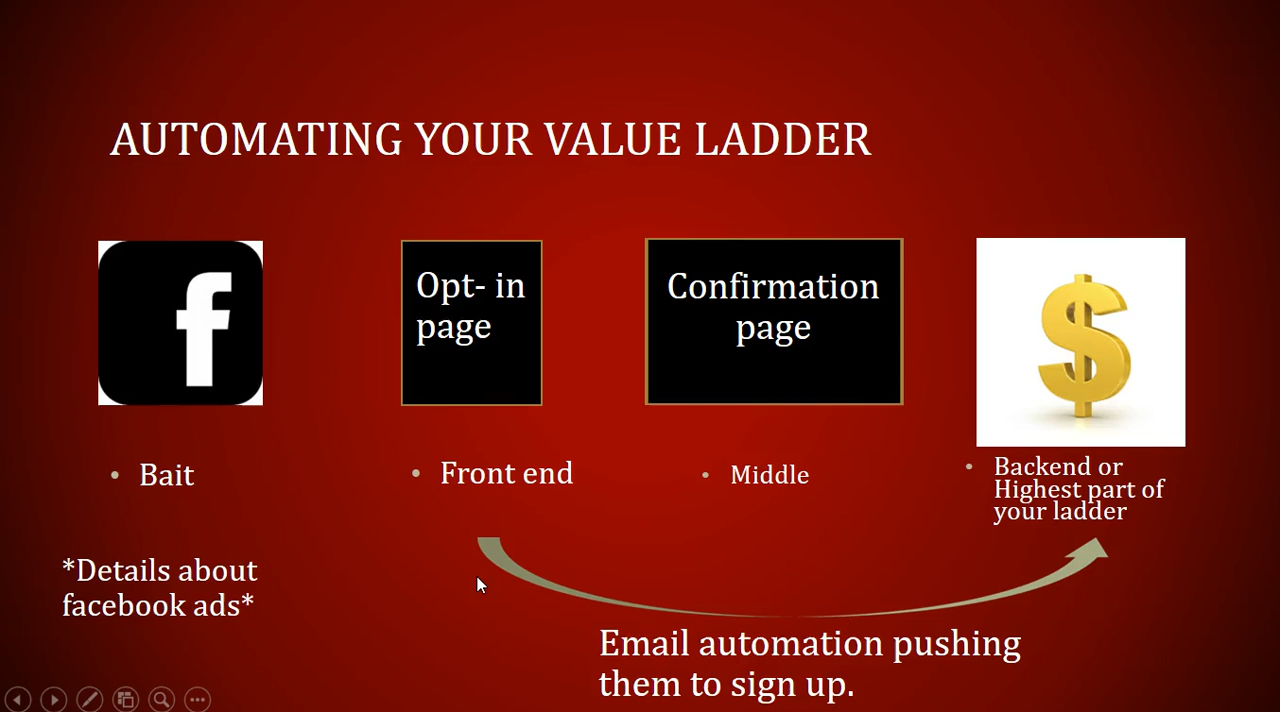 AUTOMATING YOUR VALUE LADDER
f
Opt- in
page
Confirmation
page
$
• Bait
• Front end
• Middle
• Backend or
Highest part of
your ladder
*Details about
facebook ads*
Email automation pushing
them to sign up.